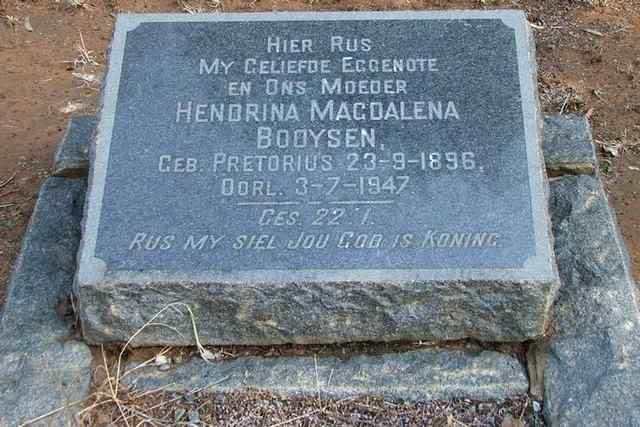 HIER RUS
MY GELIEFDE EGGENOTE
EN ONS MOEDER
HENDRINA MAGDALENA
BOOYSEN,
GEB. PRETORIUS 23-9-1896.
OORL. 3-7-1947
GES. 22 1.
RUS MY SIEL JOU GOD IS KONING.